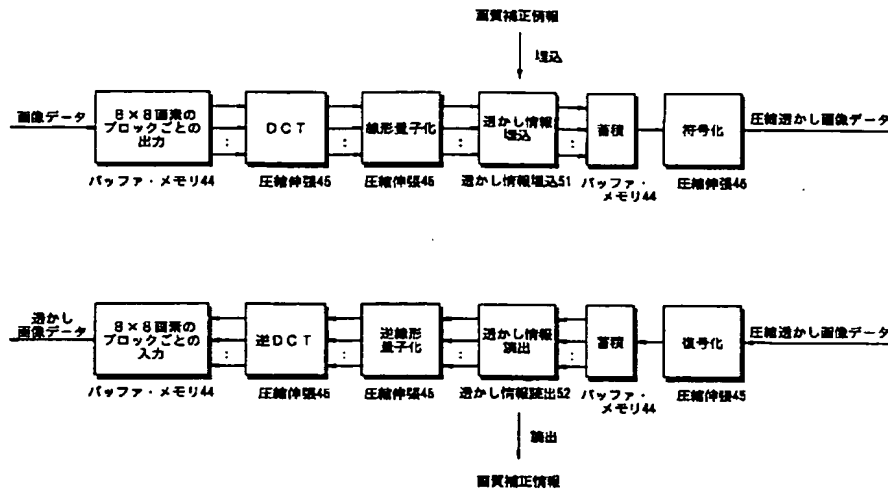 画質補正情報
埋込
画像データ
8×8画素の
ブロックごとの
出力
DCT
線形量子化
透かし情報
埋込
蓄積
符号化
圧縮透かし画像データ
バッファ・メモリ44
圧縮伸張45
圧縮伸張45
透かし情報埋込51
バッファ・
メモリ44
圧縮伸張45
透かし
画像データ
8×8画素の
ブロックごとの
入力
逆DCT
逆線形
量子化
透かし情報
読出
蓄積
復号化
圧縮透かし画像データ
バッファ・メモリ44
圧縮伸張45
圧縮伸張45
透かし情報読出52
バッファ・
メモリ44
圧縮伸張45
読出
画質補正情報